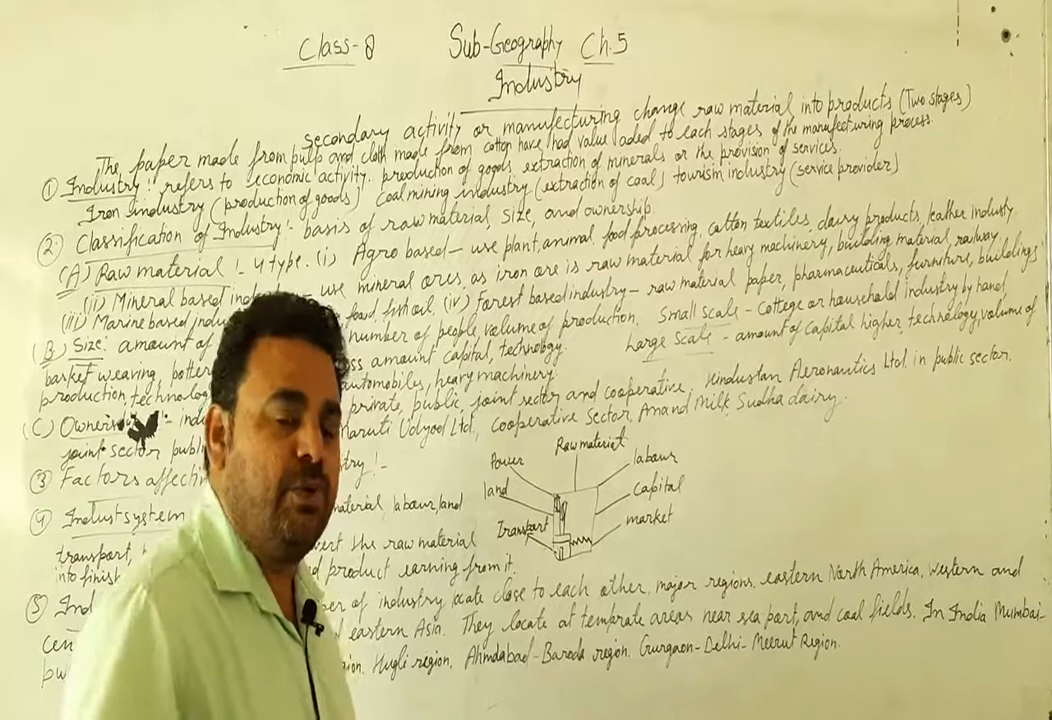 Class-8 Sub-Geography Ch.5
Industry
Secondary activity or manufacturing change raw material into products (Two stages)
The paper made from pulp and cloth made from cotton have had value added to each stages of the manufacturing process.
① Industry:- refers to economic activity. production of goods, extraction of minerals or the provision of services.
Iron industry (production of goods) Coal mining industry (extraction of coal) tourism industry (service provider)
②. Classification of Industry:- basis of raw material, size, and ownership
(A) Raw material:- 4 type. (i) Agro based- use plant, animal, food processing, cotton textiles, dairy products, leather industry
(ii) Mineral based use mineral ores, as iron ore is raw material for heavy machinery, building material, railway
(iii) Marine based food, fish oil. (iv) Forest based industry- raw material paper, pharmaceuticals, furniture, buildings
(B) Size: amount of number of people, volume of production. Small scale- Cottege or household industry by hand
basket weaving, amount capital, technology. Large Scale- amount of capital higher, technology, volume of
production, automobiles, heavy machinery.
(C) private, public, joint sector and cooperative. Hindustan Aeronautics Ltd. in public sector.
joint sector Maruti Udyod Ltd., Cooperative Sector, Anand Milk, Sudha dairy.
③ Factors
Power Raw material labour
land Capital
Transport market
④ Indust system material, labour, land
transport, the raw material
into product earning from it.
⑤ of industry locate close to each other, major regions, eastern North America, western and
eastern Asia. They locate at temprate areas near sea port, and coal fields. In India Mumbai-
Hugli region, Ahmdabad-Baroda region, Gurgaon-Delhi-Meerut Region.